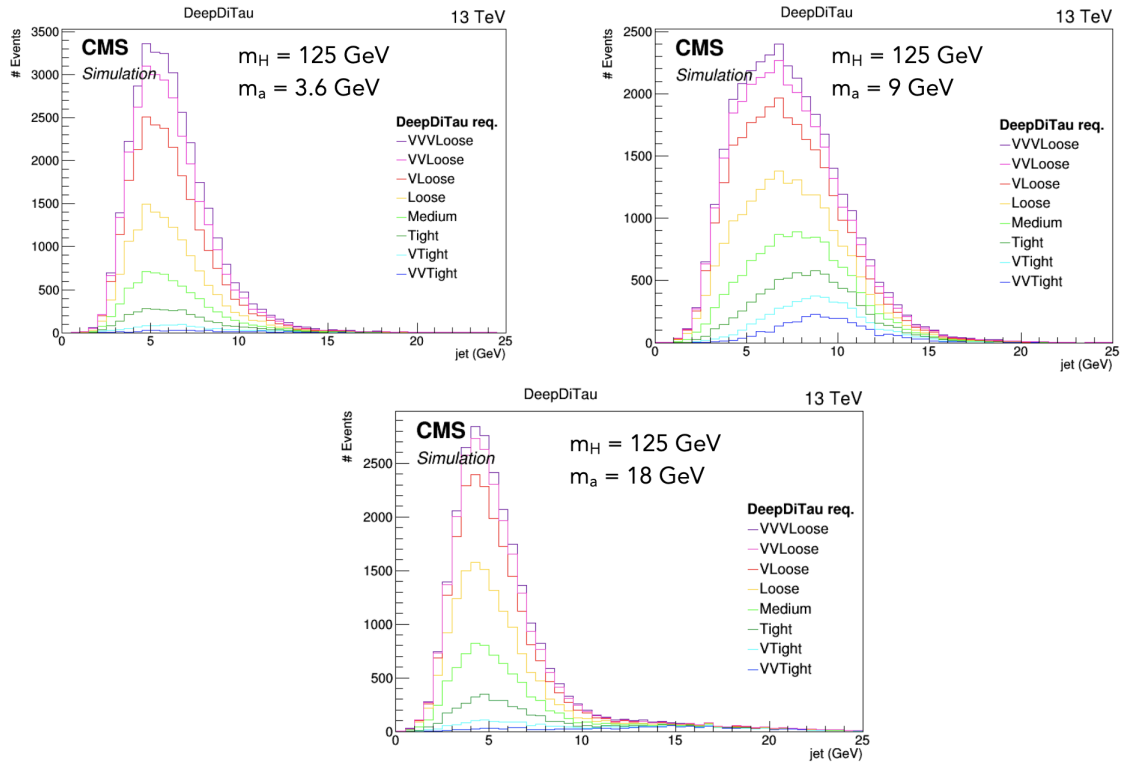 DeepDiTau
13 TeV
# Events
CMS
Simulation
m_H = 125 GeV
m_a = 3.6 GeV
DeepDiTau req.
VVVLoose
VVLoose
VLoose
Loose
Medium
Tight
VTight
VVTight
3500
3000
2500
2000
1500
1000
500
0
0 5 10 15 20 25
jet (GeV)
DeepDiTau
13 TeV
# Events
CMS
Simulation
m_H = 125 GeV
m_a = 9 GeV
DeepDiTau req.
VVVLoose
VVLoose
VLoose
Loose
Medium
Tight
VTight
VVTight
2500
2000
1500
1000
500
0
0 5 10 15 20 25
jet (GeV)
DeepDiTau
13 TeV
# Events
CMS
Simulation
m_H = 125 GeV
m_a = 18 GeV
DeepDiTau req.
VVVLoose
VVLoose
VLoose
Loose
Medium
Tight
VTight
VVTight
2500
2000
1500
1000
500
0
0 5 10 15 20 25
jet (GeV)